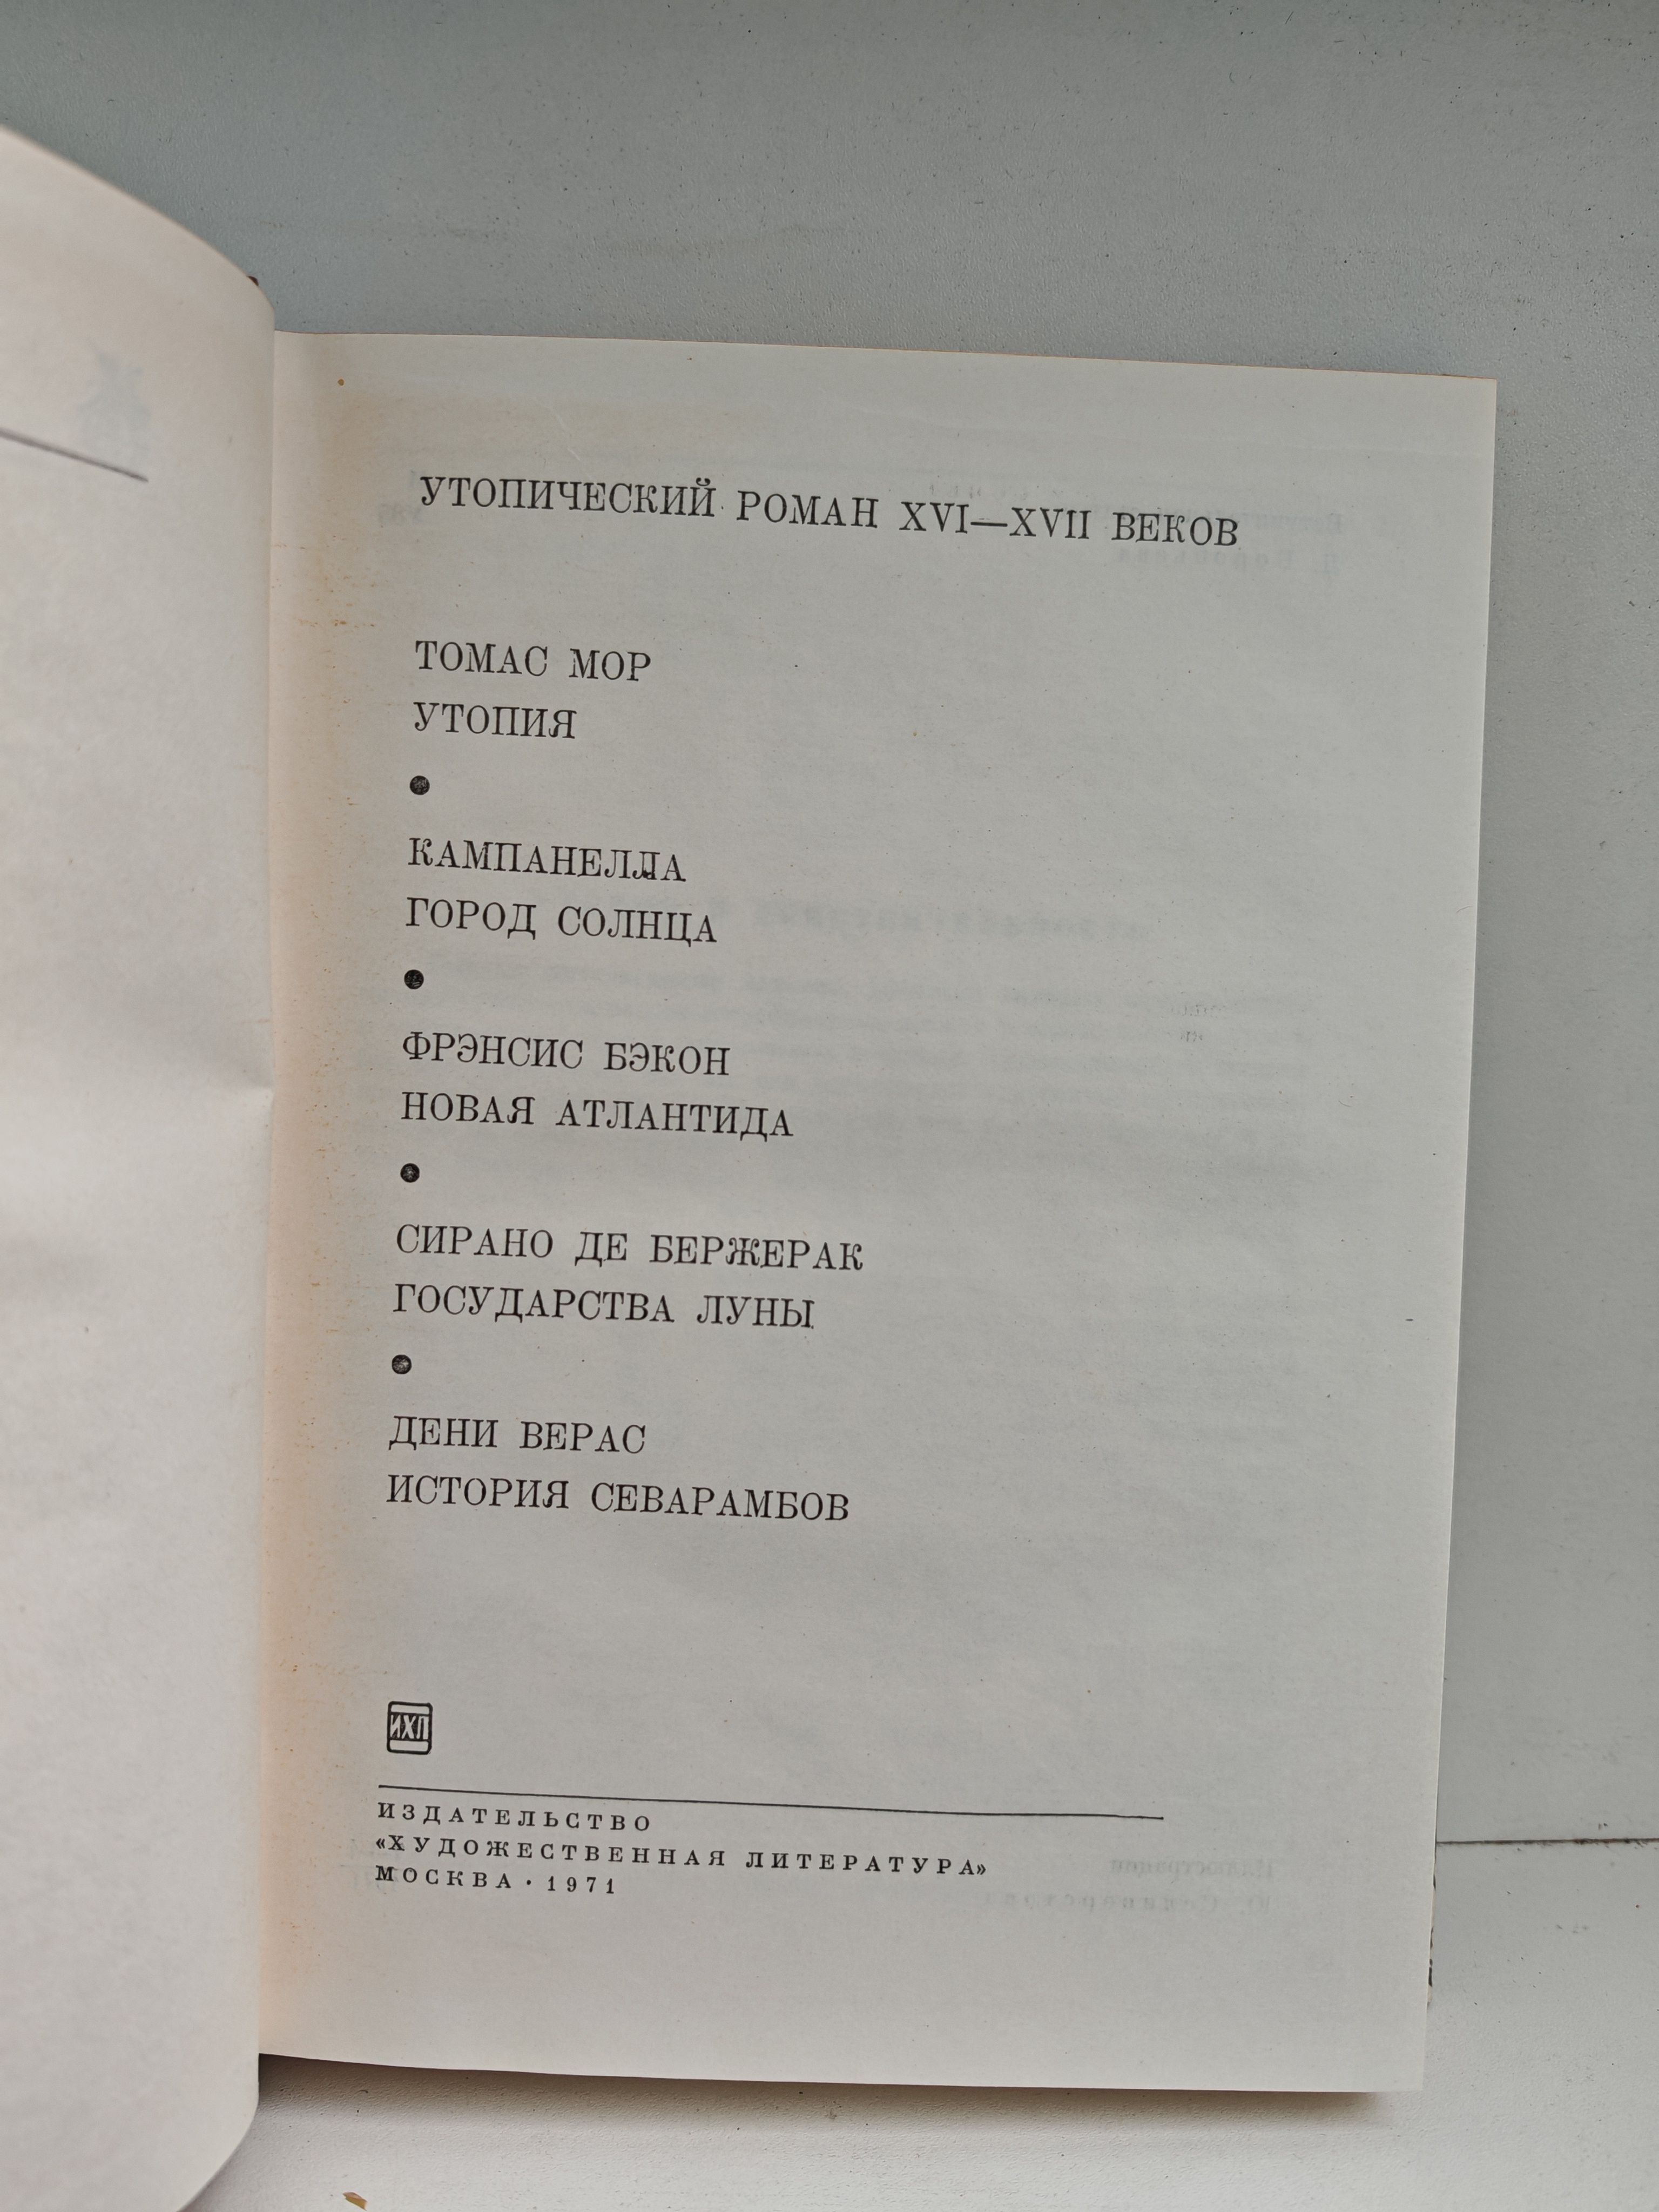 УТОПИЧЕСКИЙ РОМАН XVI—XVII ВЕКОВ
ТОМАС МОР
УТОПИЯ
●
КАМПАНЕЛЛА
ГОРОД СОЛНЦА
●
ФРЭНСИС БЭКОН
НОВАЯ АТЛАНТИДА
●
СИРАНО ДЕ БЕРЖЕРАК
ГОСУДАРСТВА ЛУНЫ
●
ДЕНИ ВЕРАС
ИСТОРИЯ СЕВАРАМБОВ
ИХЛ
ИЗДАТЕЛЬСТВО
«ХУДОЖЕСТВЕННАЯ ЛИТЕРАТУРА»
МОСКВА · 1971